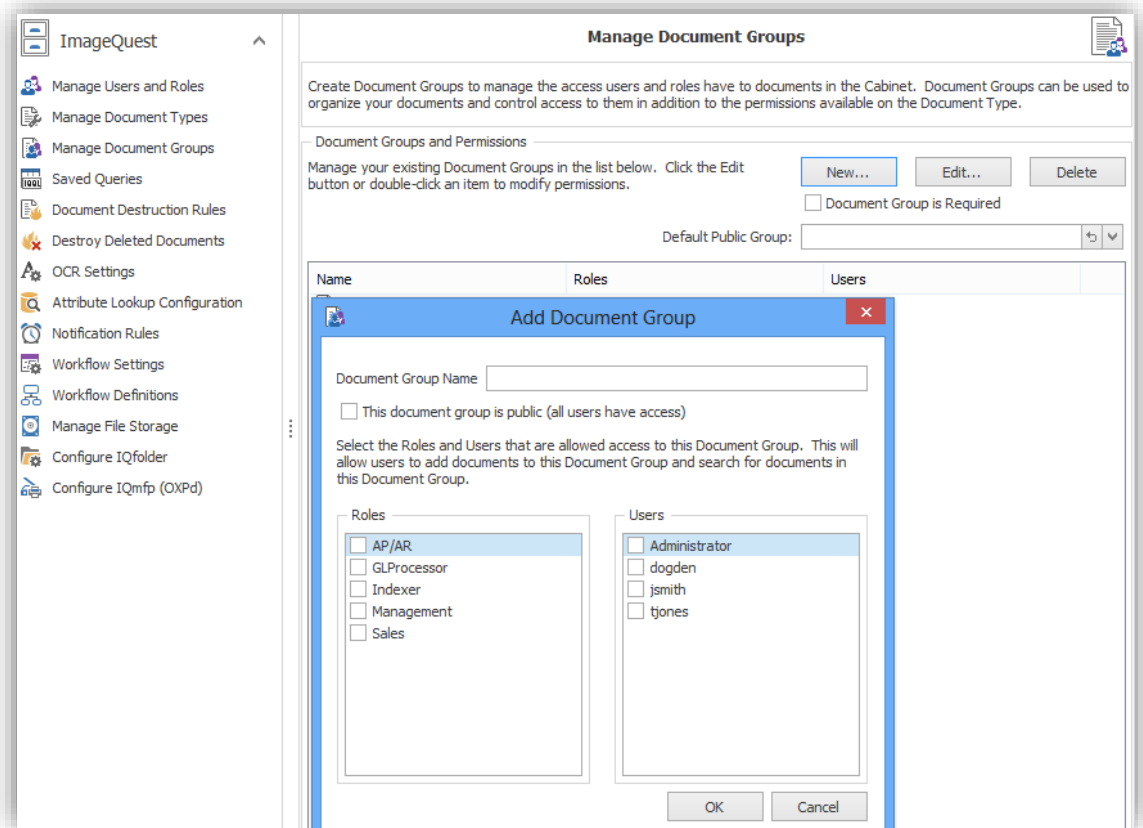 ImageQuest
Manage Users and Roles
Manage Document Types
Manage Document Groups
Saved Queries
Document Destruction Rules
Destroy Deleted Documents
OCR Settings
Attribute Lookup Configuration
Notification Rules
Workflow Settings
Workflow Definitions
Manage File Storage
Configure IQfolder
Configure IQmfp (OXPd)
Manage Document Groups
Create Document Groups to manage the access users and roles have to documents in the Cabinet. Document Groups can be used to
organize your documents and control access to them in addition to the permissions available on the Document Type.
Document Groups and Permissions
Manage your existing Document Groups in the list below. Click the Edit
button or double-click an item to modify permissions.
New... Edit... Delete
Document Group is Required
Default Public Group:
Name Roles Users
Add Document Group
Document Group Name
This document group is public (all users have access)
Select the Roles and Users that are allowed access to this Document Group. This will
allow users to add documents to this Document Group and search for documents in
this Document Group.
Roles
AP/AR
GLProcessor
Indexer
Management
Sales
Users
Administrator
dogden
jsmith
tjones
OK Cancel